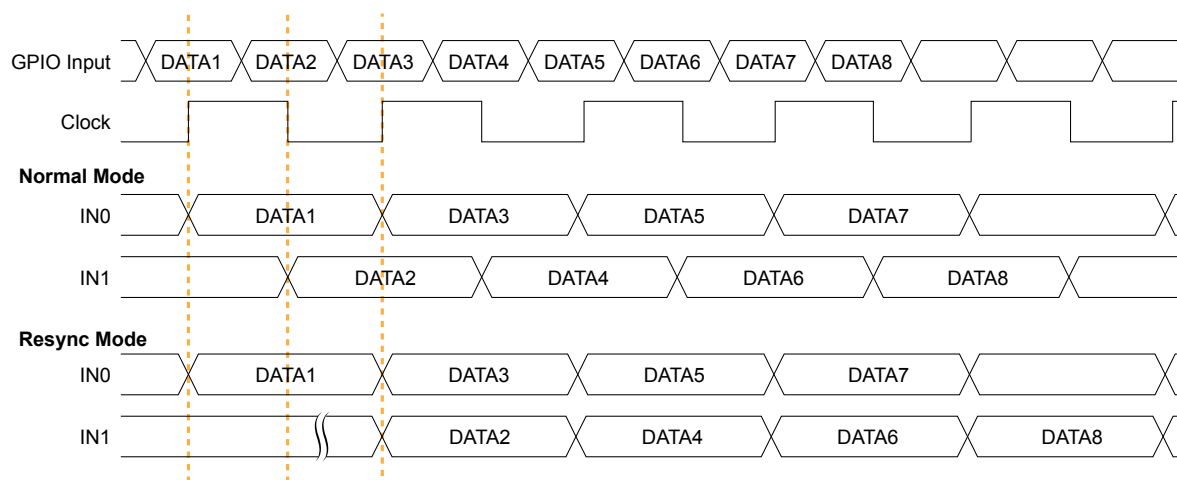 GPIO Input DATA1 DATA2 DATA3 DATA4 DATA5 DATA6 DATA7 DATA8
Clock
Normal Mode
IN0 DATA1 DATA3 DATA5 DATA7
IN1 DATA2 DATA4 DATA6 DATA8
Resync Mode
IN0 DATA1 DATA3 DATA5 DATA7
IN1 DATA2 DATA4 DATA6 DATA8